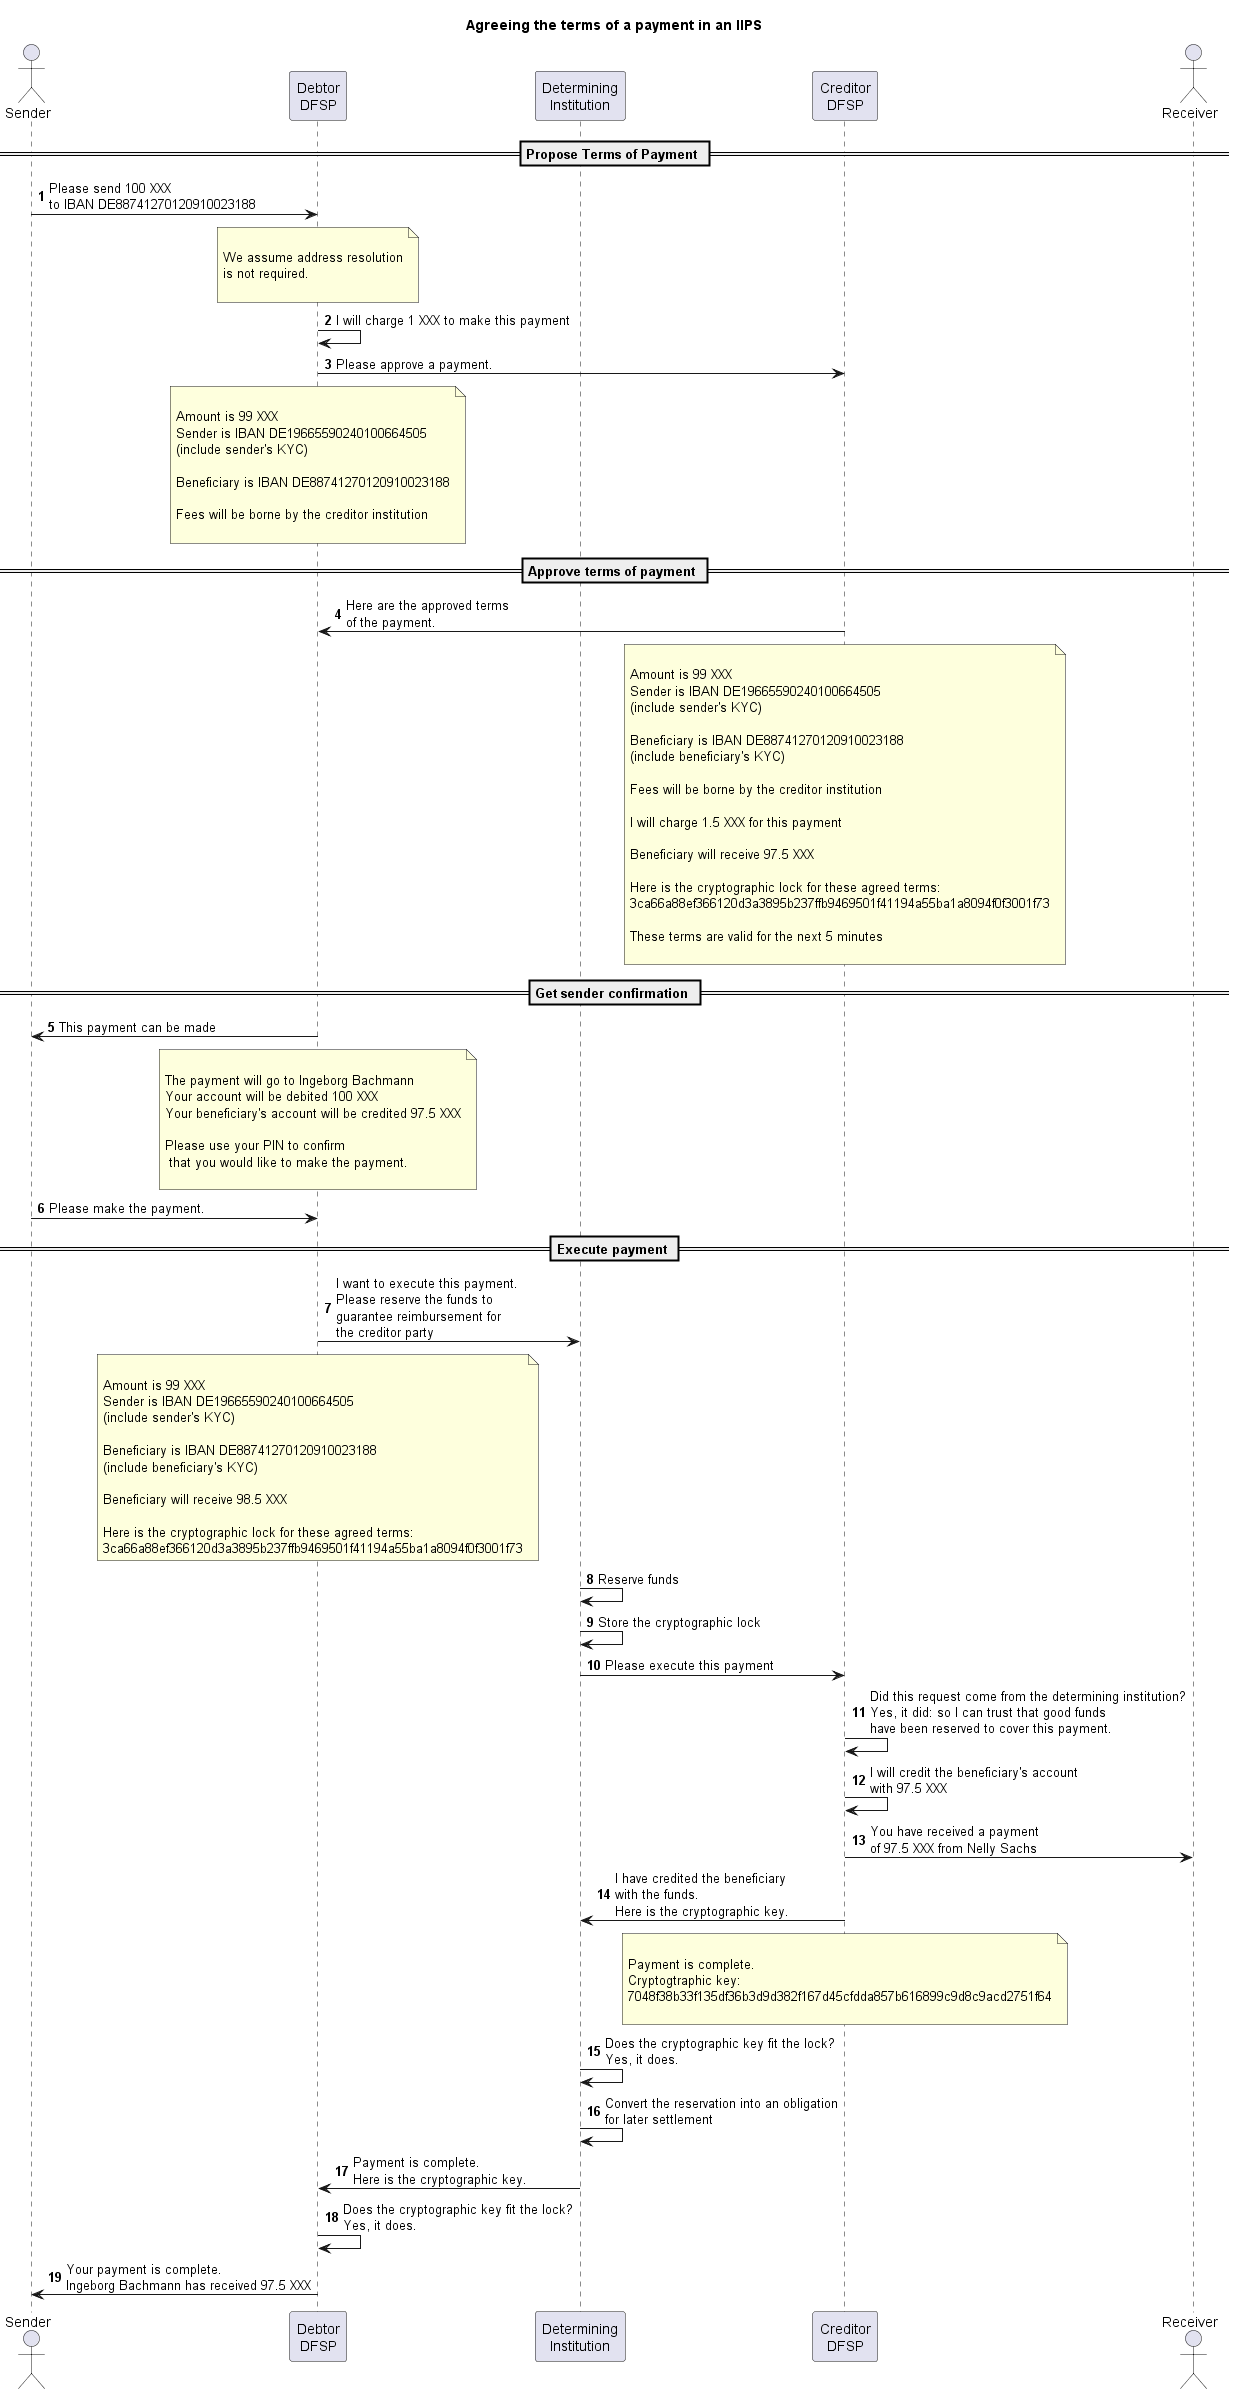 Agreeing the terms of a payment in an IIPS
Sender
Debtor
DFSP
Determining
Institution
Creditor
DFSP
Receiver
Propose Terms of Payment
1 Please send 100 XXX
to IBAN DE88741270120910023188
We assume address resolution
is not required.
2 I will charge 1 XXX to make this payment
3 Please approve a payment.
Amount is 99 XXX
Sender is IBAN DE19665590240100664505
(include sender's KYC)
Beneficiary is IBAN DE88741270120910023188
Fees will be borne by the creditor institution
Approve terms of payment
4 Here are the approved terms
of the payment.
Amount is 99 XXX
Sender is IBAN DE19665590240100664505
(include sender's KYC)
Beneficiary is IBAN DE88741270120910023188
(include beneficiary's KYC)
Fees will be borne by the creditor institution
I will charge 1.5 XXX for this payment
Beneficiary will receive 97.5 XXX
Here is the cryptographic lock for these agreed terms:
3ca66a88ef366120d3a3895b237ffb9469501f41194a55ba1a8094f0f3001f73
These terms are valid for the next 5 minutes
Get sender confirmation
5 This payment can be made
The payment will go to Ingeborg Bachmann
Your account will be debited 100 XXX
Your beneficiary's account will be credited 97.5 XXX
Please use your PIN to confirm
that you would like to make the payment.
6 Please make the payment.
Execute payment
7 I want to execute this payment.
Please reserve the funds to
guarantee reimbursement for
the creditor party
Amount is 99 XXX
Sender is IBAN DE19665590240100664505
(include sender's KYC)
Beneficiary is IBAN DE88741270120910023188
(include beneficiary's KYC)
Beneficiary will receive 98.5 XXX
Here is the cryptographic lock for these agreed terms:
3ca66a88ef366120d3a3895b237ffb9469501f41194a55ba1a8094f0f3001f73
8 Reserve funds
9 Store the cryptographic lock
10 Please execute this payment
11 Did this request come from the determining institution?
Yes, it did: so I can trust that good funds
have been reserved to cover this payment.
12 I will credit the beneficiary's account
with 97.5 XXX
13 You have received a payment
of 97.5 XXX from Nelly Sachs
14 I have credited the beneficiary
with the funds.
Here is the cryptographic key.
Payment is complete.
Cryptogtraphic key:
7048f38b33f135df36b3d9d382f167d45cfdda857b616899c9d8c9acd2751f64
15 Does the cryptographic key fit the lock?
Yes, it does.
16 Convert the reservation into an obligation
for later settlement
17 Payment is complete.
Here is the cryptographic key.
18 Does the cryptographic key fit the lock?
Yes, it does.
19 Your payment is complete.
Ingeborg Bachmann has received 97.5 XXX
Sender
Debtor
DFSP
Determining
Institution
Creditor
DFSP
Receiver